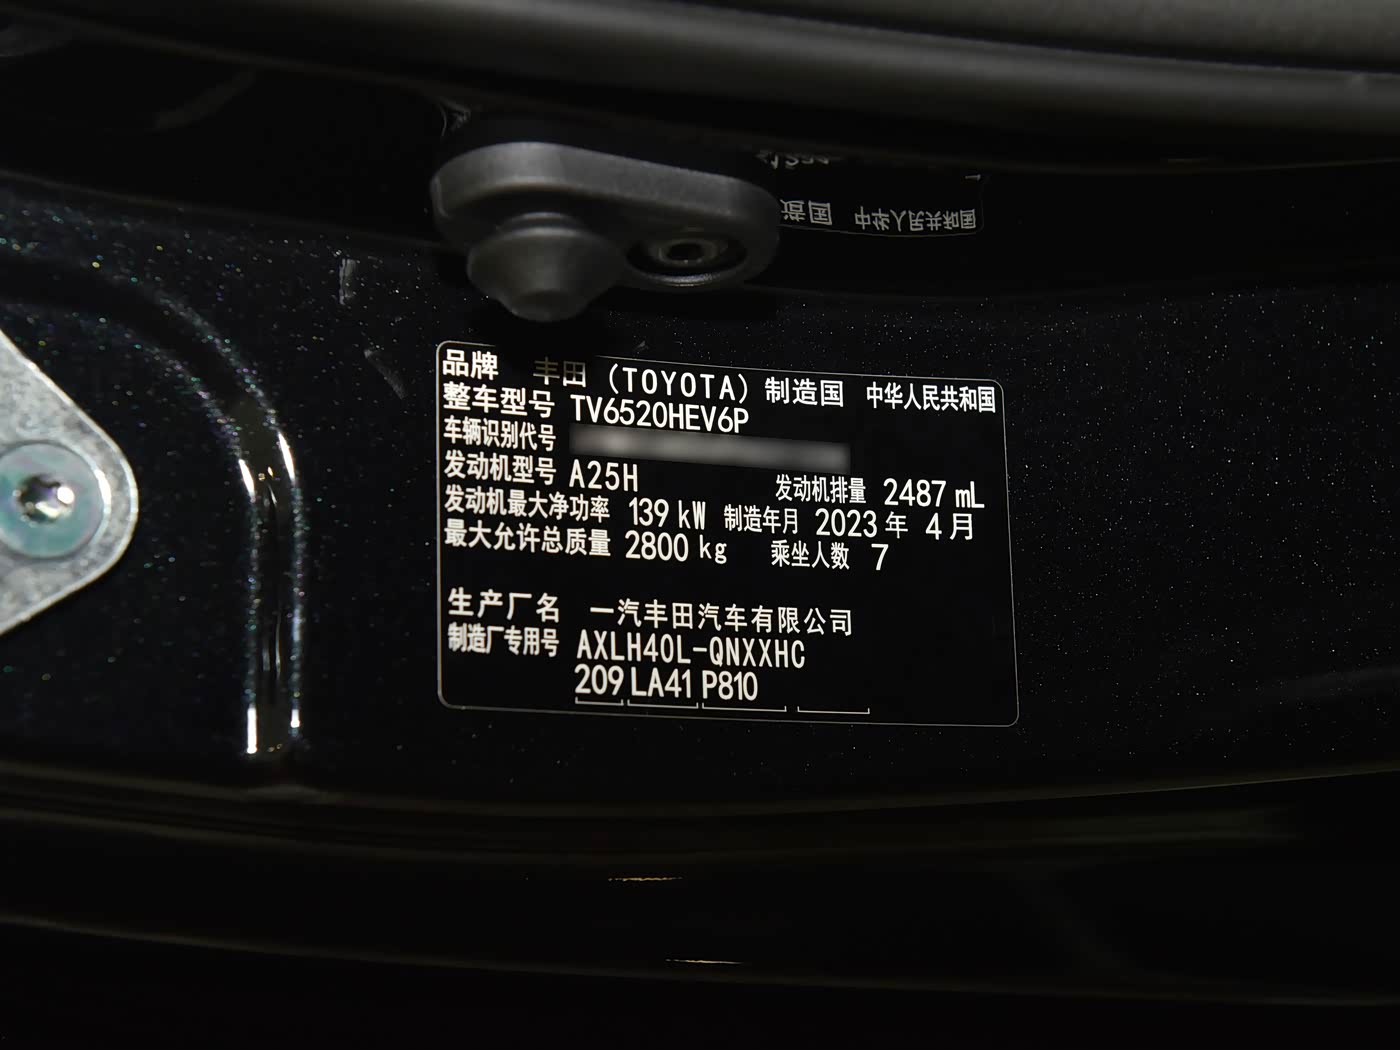 品牌 丰田 (TOYOTA) 制造国 中华人民共和国
整车型号 TV6520HEV6P
车辆识别代号
发动机型号 A25H 发动机排量 2487 mL
发动机最大净功率 139 kW 制造年月 2023 年 4 月
最大允许总质量 2800 kg 乘坐人数 7
生产厂名 一汽丰田汽车有限公司
制造厂专用号 AXLH40L-QNXXHC
209 LA41 P810